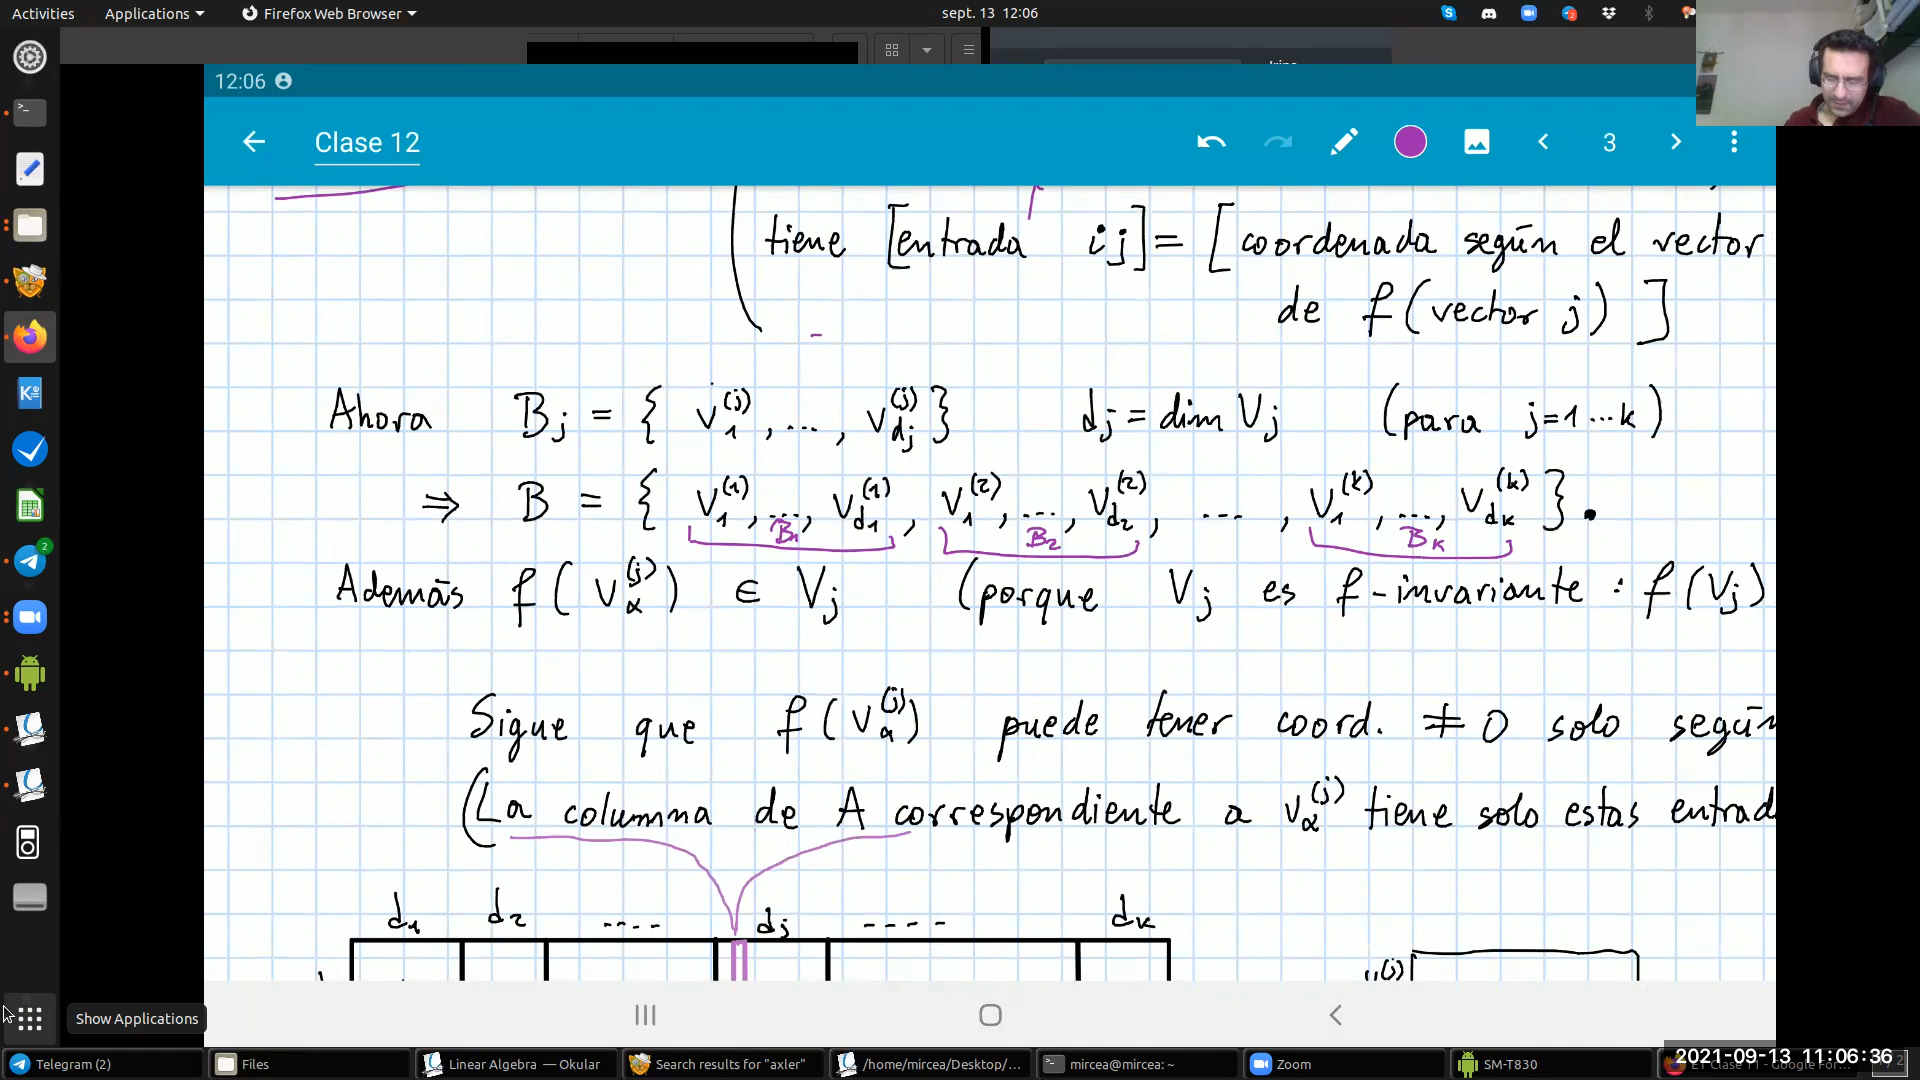 Activities Applications Firefox Web Browser sept. 13 12:06
12:06
Clase 12 3
tiene [entrada ij] = [coordenada según el vector
de f(vector j)]
Ahora B_j = { v_1^(j), ..., v_{d_j}^(j) } d_j = dim V_j (para j=1...k)
⇒ B = { v_1^(1), ..., v_{d_1}^(1), v_1^(2), ..., v_{d_2}^(2), ... , v_1^(k), ..., v_{d_k}^(k) }.
B_1 B_2 B_k
Además f( v_α^(j) ) ∈ V_j (porque V_j es f-invariante : f(V_j)
Sigue que f( v_α^(j) ) puede tener coord. ≠ 0 solo según
(La columna de A correspondiente a v_α^(j) tiene solo estas entrad
d_1 d_2 ---- d_j ---- d_k
Show Applications
Telegram (2) Files Linear Algebra — Okular Search results for "axler" /home/mircea/Desktop/... mircea@mircea: ~ Zoom SM-T830
2021-09-13 11:06:36